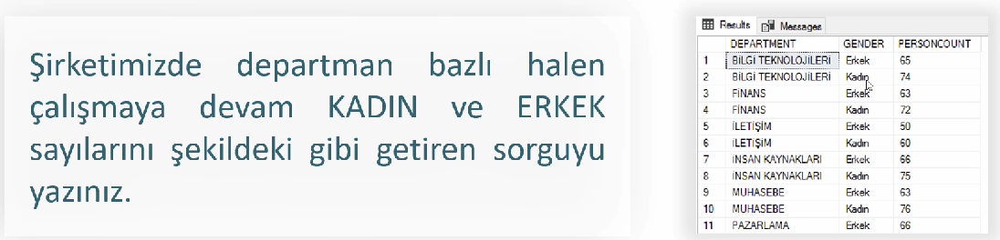 Şirketimizde departman bazlı halen
çalışmaya devam KADIN ve ERKEK
sayılarını şekildeki gibi getiren sorguyu
yazınız.
Results Messages
DEPARTMENT GENDER PERSONCOUNT
1 BİLGİ TEKNOLOJİLERİ Erkek 65
2 BİLGİ TEKNOLOJİLERİ Kadın 74
3 FİNANS Erkek 63
4 FİNANS Kadın 72
5 İLETİŞİM Erkek 50
6 İLETİŞİM Kadın 60
7 İNSAN KAYNAKLARI Erkek 66
8 İNSAN KAYNAKLARI Kadın 75
9 MUHASEBE Erkek 63
10 MUHASEBE Kadın 76
11 PAZARLAMA Erkek 66